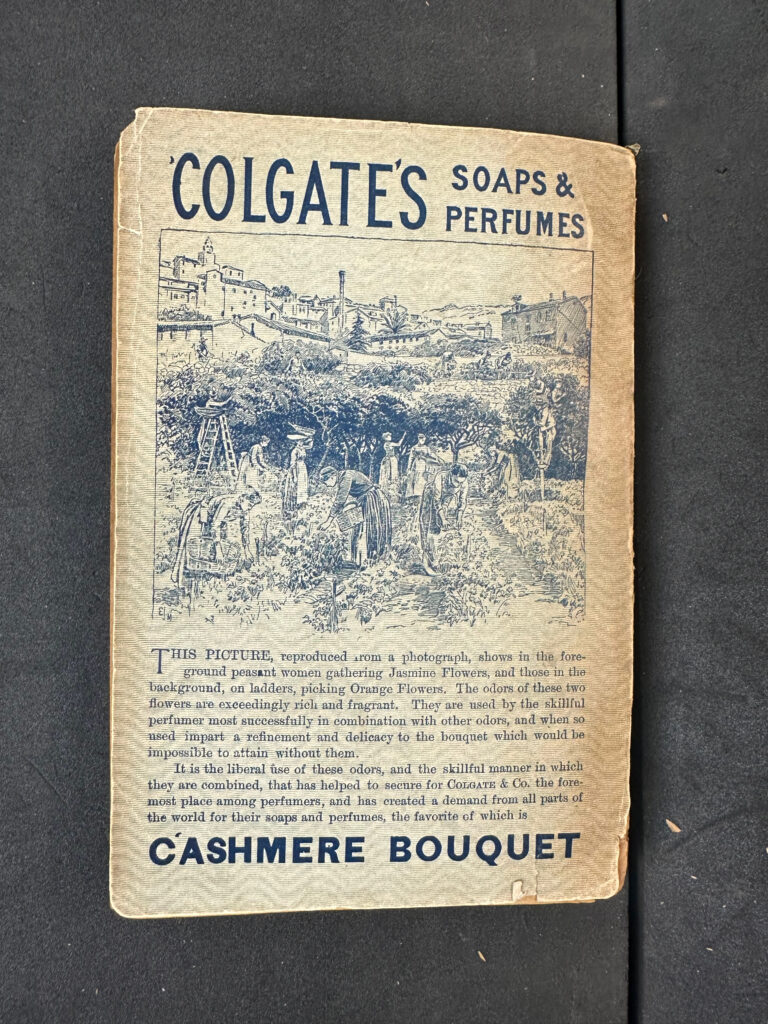 COLGATE'S SOAPS &
PERFUMES
THIS PICTURE, reproduced from a photograph, shows in the fore-
ground peasant women gathering Jasmine Flowers, and those in the
background, on ladders, picking Orange Flowers. The odors of these two
flowers are exceedingly rich and fragrant. They are used by the skillful
perfumer most successfully in combination with other odors, and when so
used impart a refinement and delicacy to the bouquet which would be
impossible to attain without them.
It is the liberal use of these odors, and the skillful manner in which
they are combined, that has helped to secure for COLGATE & CO. the fore-
most place among perfumers, and has created a demand from all parts of
the world for their soaps and perfumes, the favorite of which is
CASHMERE BOUQUET